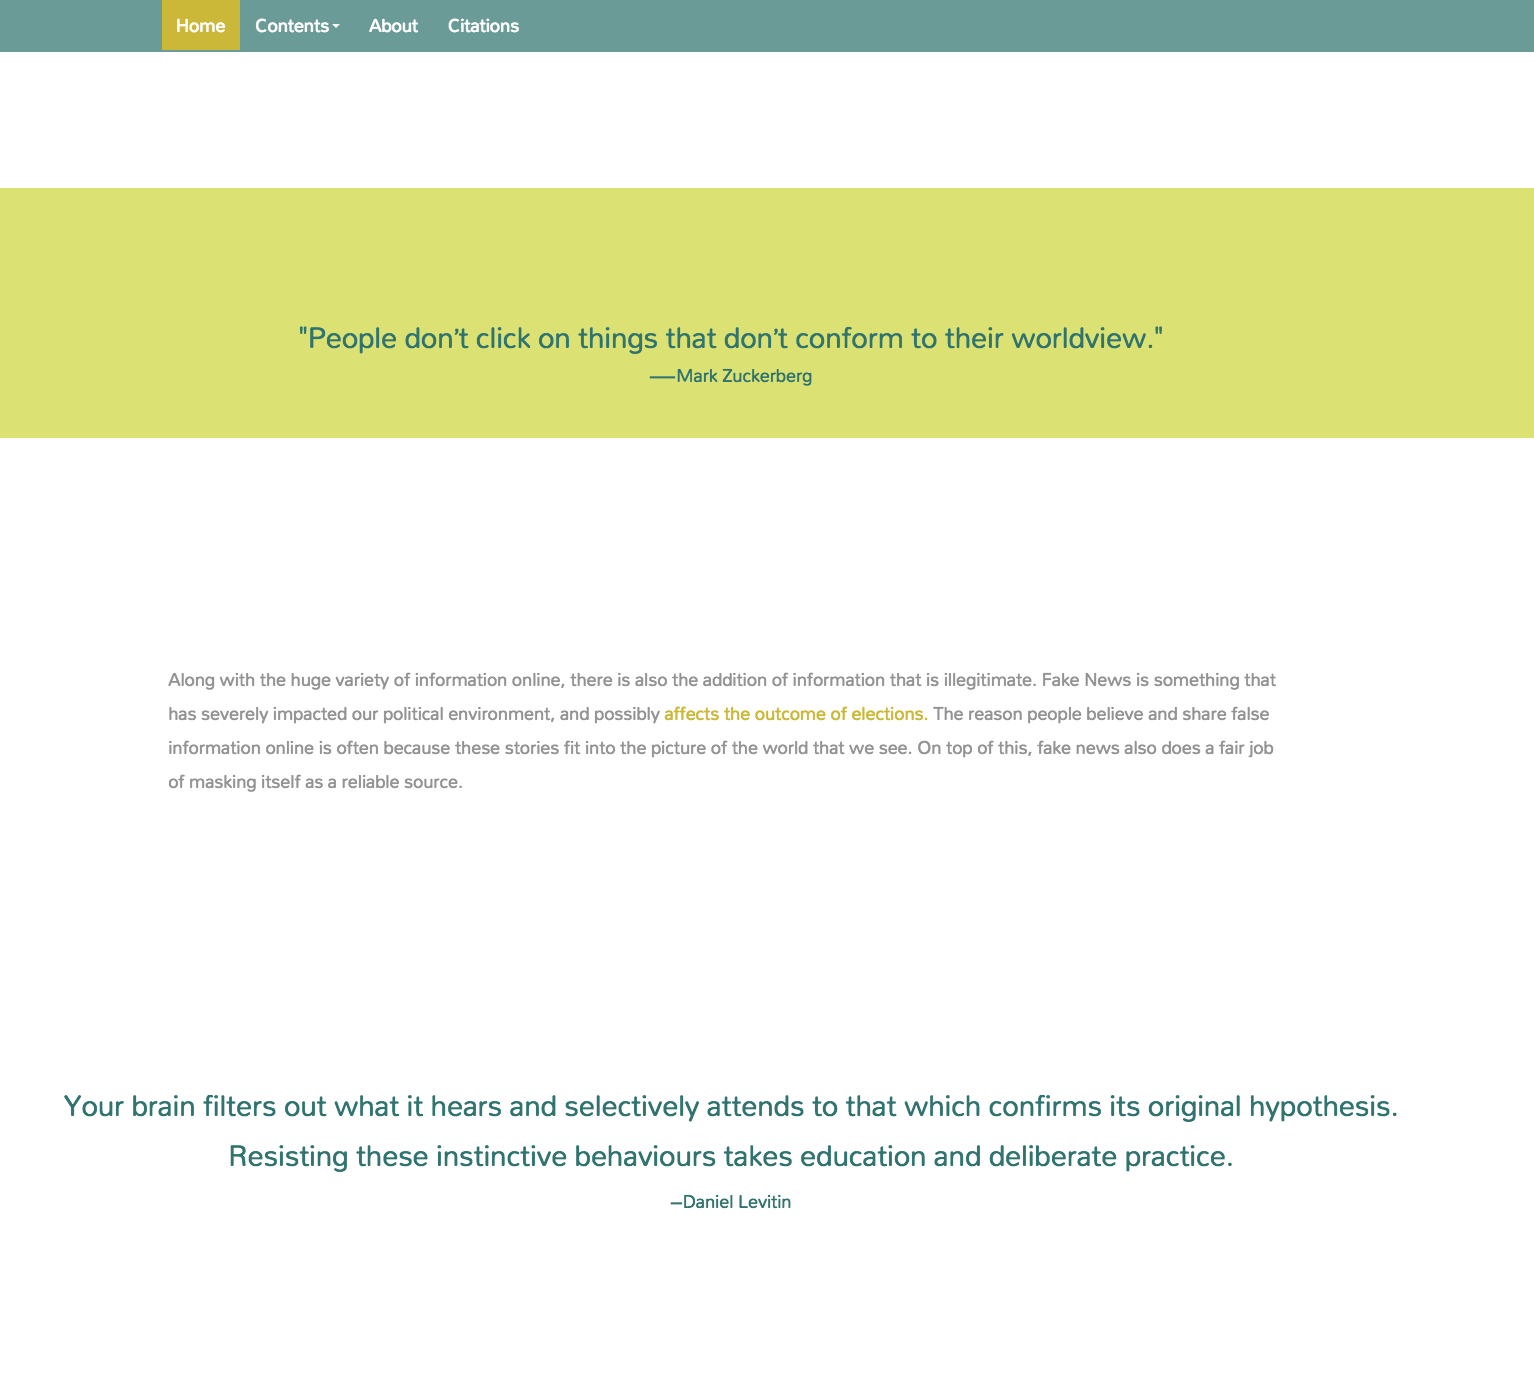 Home Contents About Citations
"People don’t click on things that don’t conform to their worldview."
——Mark Zuckerberg
Along with the huge variety of information online, there is also the addition of information that is illegitimate. Fake News is something that
has severely impacted our political environment, and possibly affects the outcome of elections. The reason people believe and share false
information online is often because these stories fit into the picture of the world that we see. On top of this, fake news also does a fair job
of masking itself as a reliable source.
Your brain filters out what it hears and selectively attends to that which confirms its original hypothesis.
Resisting these instinctive behaviours takes education and deliberate practice.
—Daniel Levitin